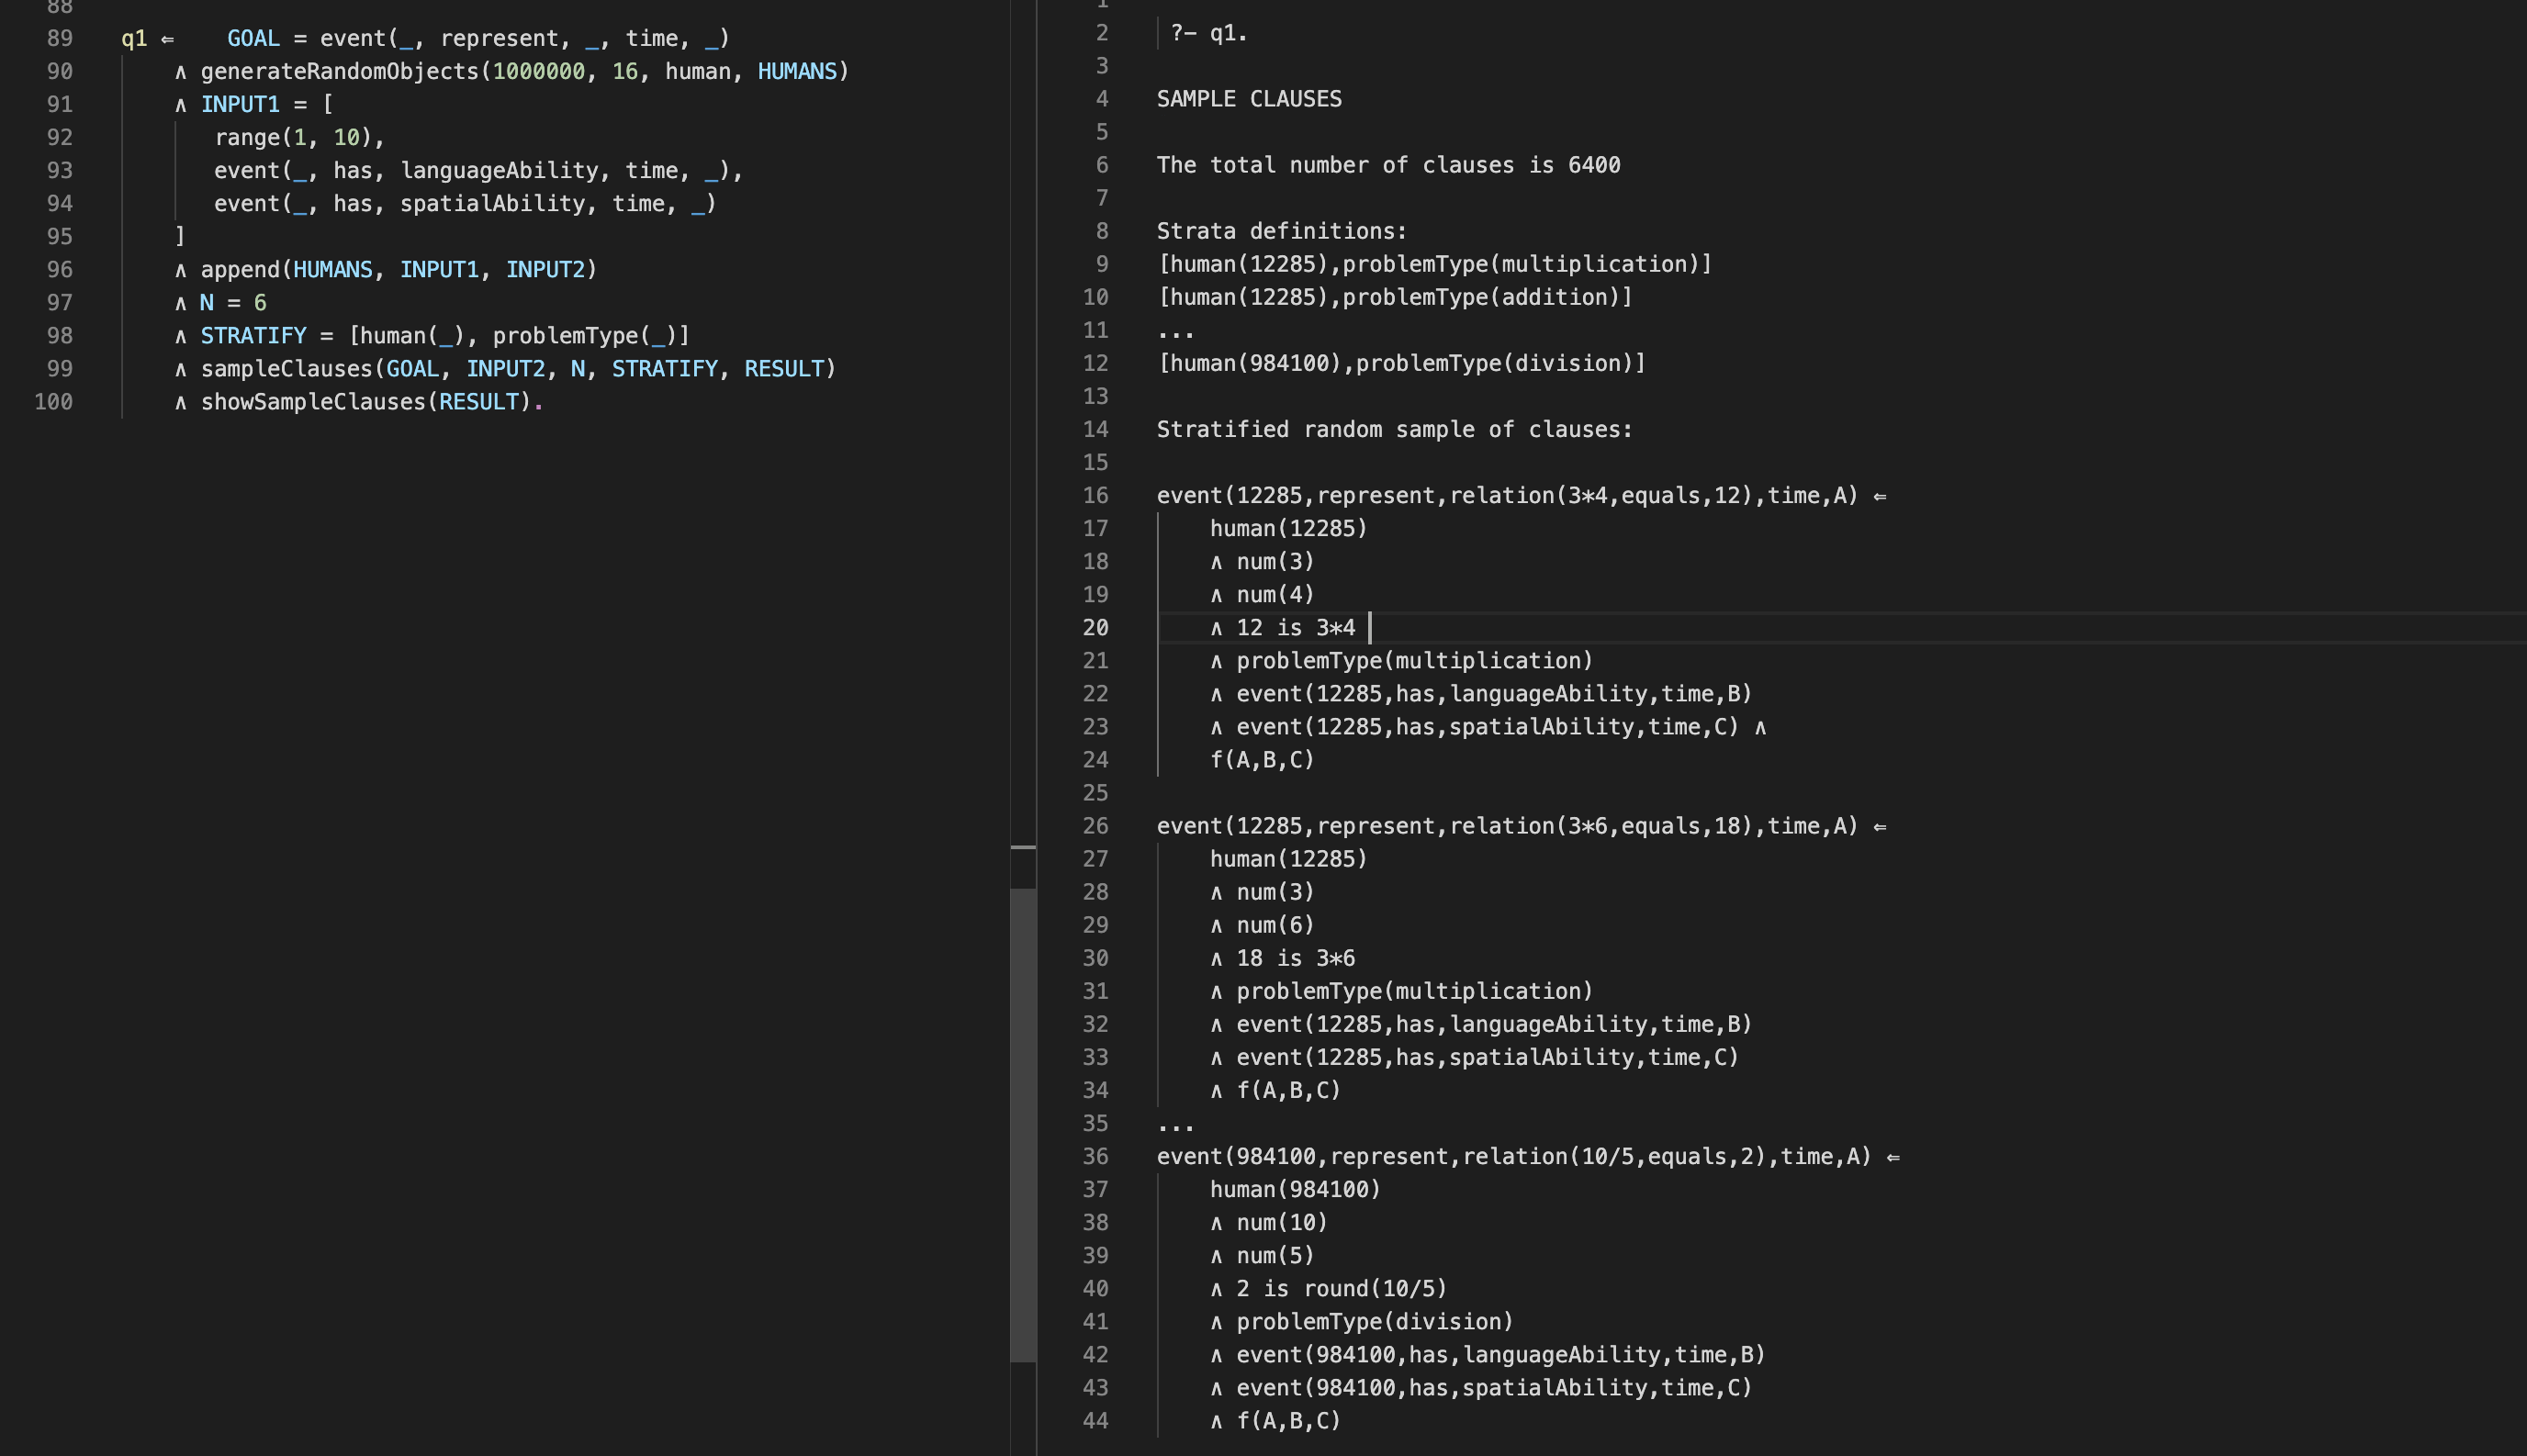 88
89 q1 ⇐    GOAL = event(_, represent, _, time, _)
90     ∧ generateRandomObjects(1000000, 16, human, HUMANS)
91     ∧ INPUT1 = [
92        range(1, 10),
93        event(_, has, languageAbility, time, _),
94        event(_, has, spatialAbility, time, _)
95     ]
96     ∧ append(HUMANS, INPUT1, INPUT2)
97     ∧ N = 6
98     ∧ STRATIFY = [human(_), problemType(_)]
99     ∧ sampleClauses(GOAL, INPUT2, N, STRATIFY, RESULT)
100    ∧ showSampleClauses(RESULT).
1
2  ?- q1.
3
4 SAMPLE CLAUSES
5
6 The total number of clauses is 6400
7
8 Strata definitions:
9 [human(12285),problemType(multiplication)]
10 [human(12285),problemType(addition)]
11 ...
12 [human(984100),problemType(division)]
13
14 Stratified random sample of clauses:
15
16 event(12285,represent,relation(3*4,equals,12),time,A) ⇐
17     human(12285)
18     ∧ num(3)
19     ∧ num(4)
20     ∧ 12 is 3*4
21     ∧ problemType(multiplication)
22     ∧ event(12285,has,languageAbility,time,B)
23     ∧ event(12285,has,spatialAbility,time,C) ∧
24     f(A,B,C)
25
26 event(12285,represent,relation(3*6,equals,18),time,A) ⇐
27     human(12285)
28     ∧ num(3)
29     ∧ num(6)
30     ∧ 18 is 3*6
31     ∧ problemType(multiplication)
32     ∧ event(12285,has,languageAbility,time,B)
33     ∧ event(12285,has,spatialAbility,time,C)
34     ∧ f(A,B,C)
35 ...
36 event(984100,represent,relation(10/5,equals,2),time,A) ⇐
37     human(984100)
38     ∧ num(10)
39     ∧ num(5)
40     ∧ 2 is round(10/5)
41     ∧ problemType(division)
42     ∧ event(984100,has,languageAbility,time,B)
43     ∧ event(984100,has,spatialAbility,time,C)
44     ∧ f(A,B,C)